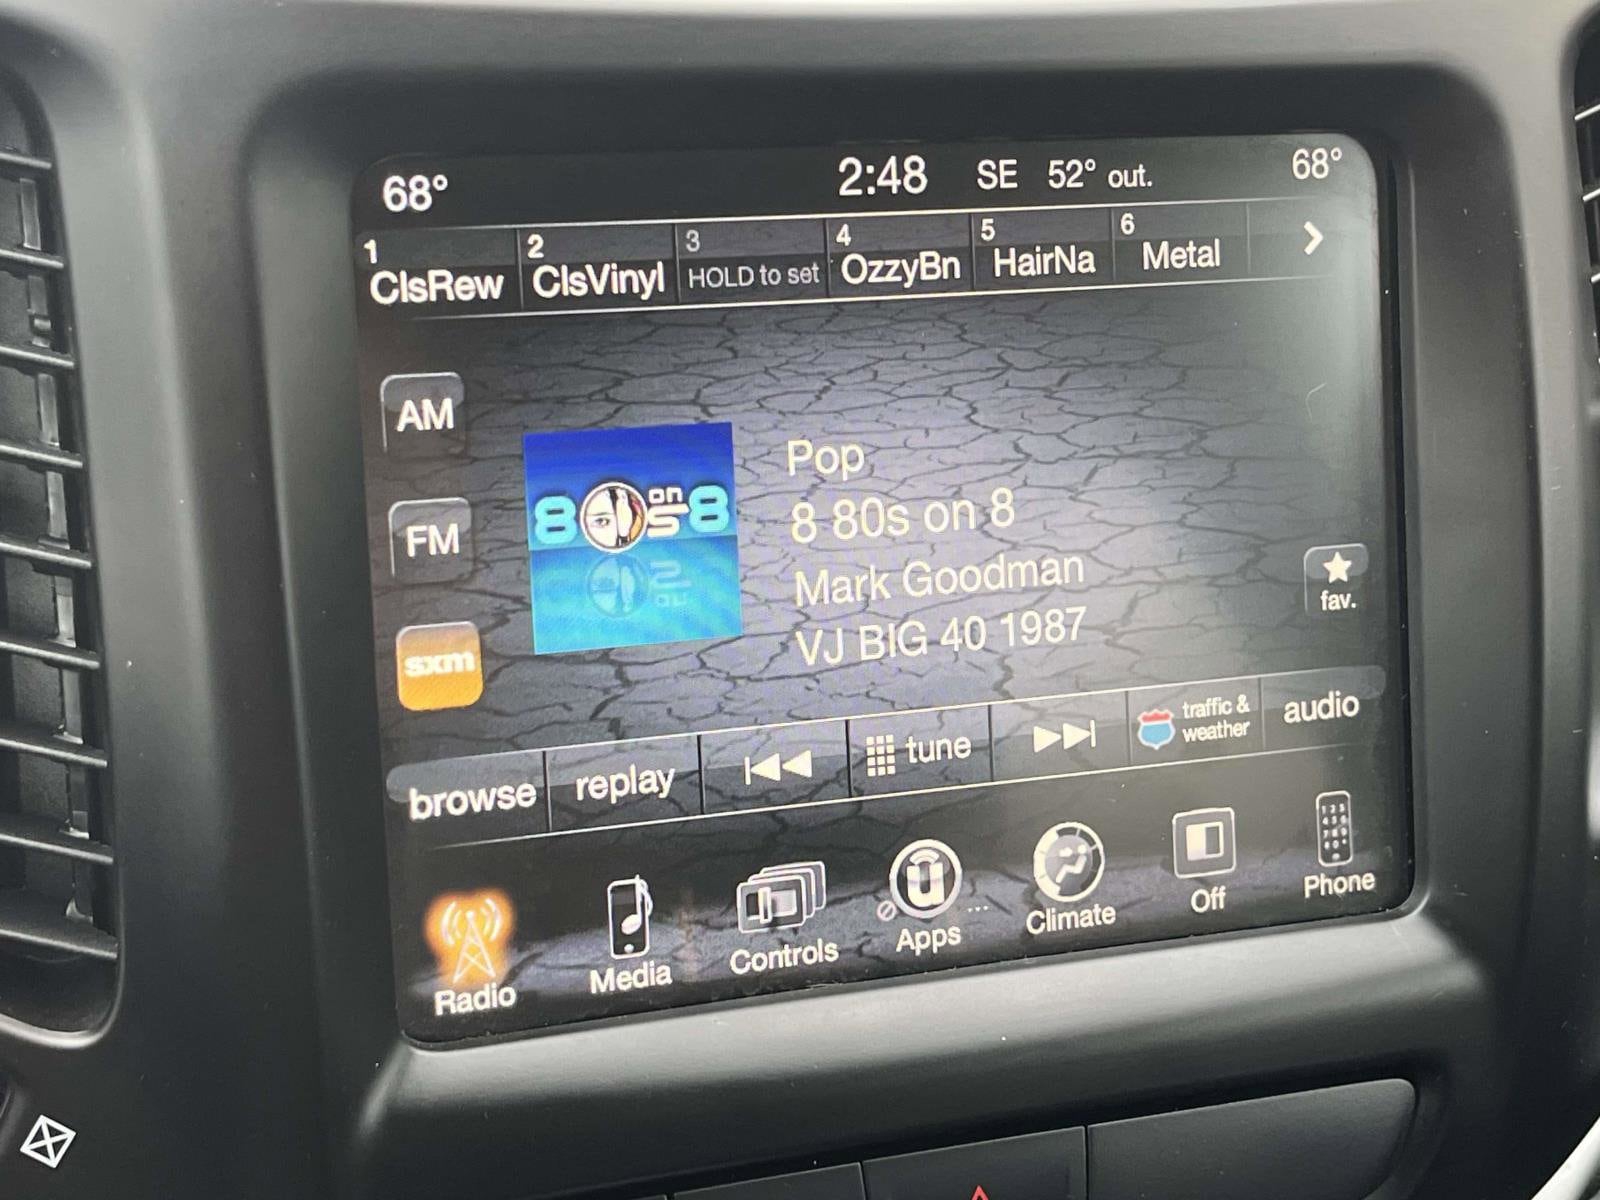 68° 2:48 SE 52° out. 68°
1 2 3 4 5 6
ClsRew ClsVinyl HOLD to set OzzyBn HairNa Metal
AM
FM
sxm
80s on 8
Pop
8 80s on 8
Mark Goodman
VJ BIG 40 1987
fav.
browse replay tune traffic & weather audio
Radio Media Controls Apps ... Climate Off Phone